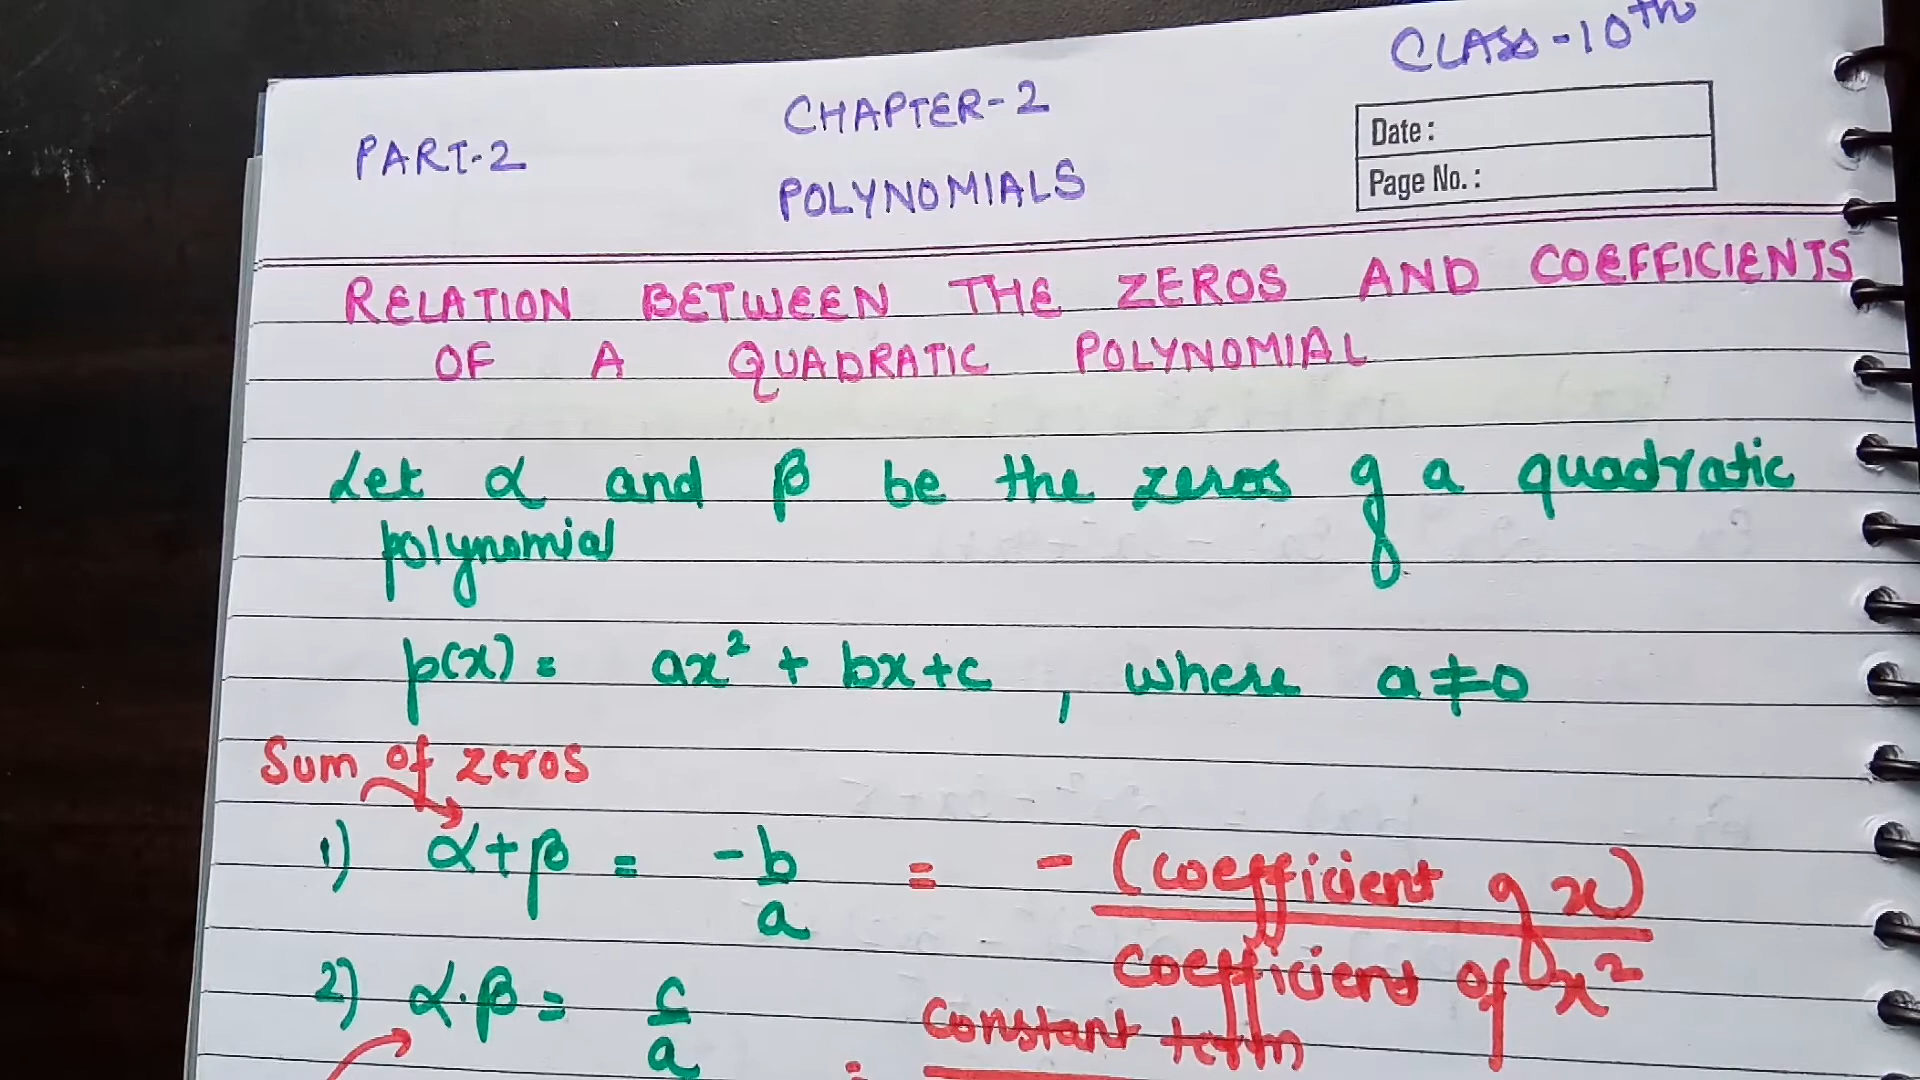 CLASS-10th
PART-2
CHAPTER-2
POLYNOMIALS
Date:
Page No.:
RELATION BETWEEN THE ZEROS AND COEFFICIENTS
OF A QUADRATIC POLYNOMIAL
Let α and β be the zeros of a quadratic
polynomial
p(x) = ax² + bx+c, where a≠0
Sum of zeros
1) α+β = -b/a = -(coefficient of x)/coefficient of x²
2) α.β = c/a = constant term